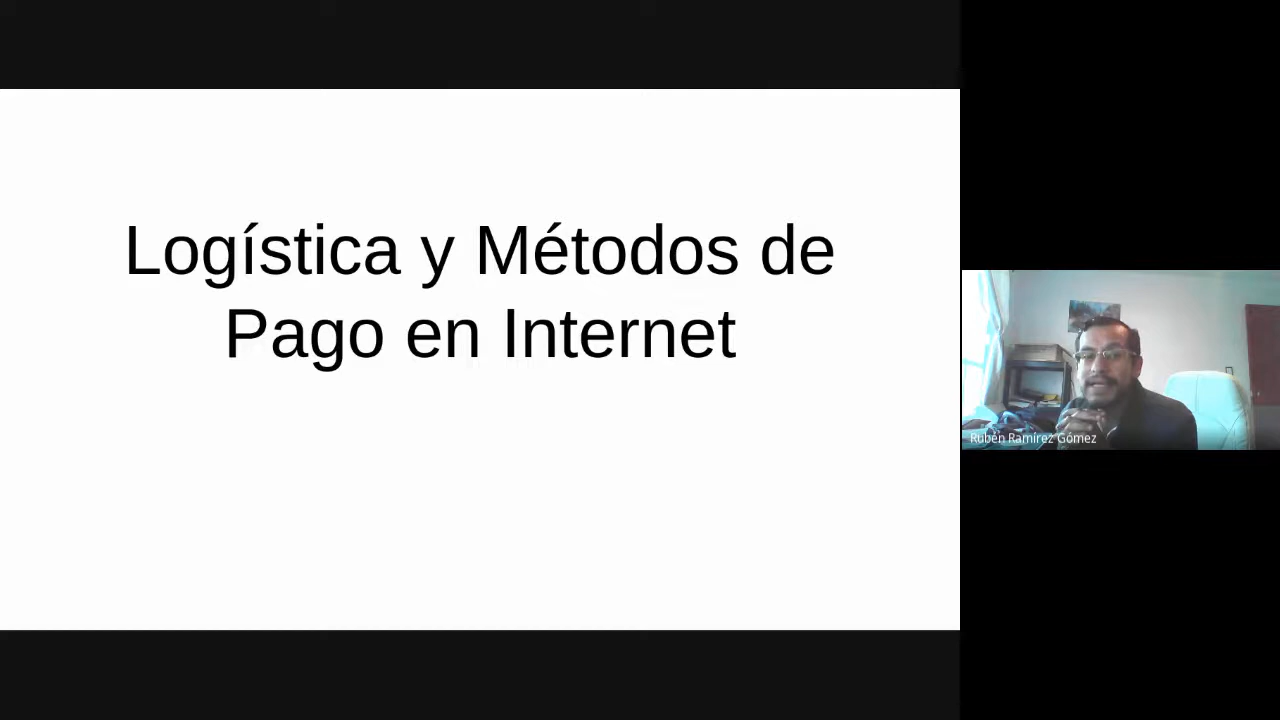 Logística y Métodos de
Pago en Internet
Rubén Ramírez Gómez